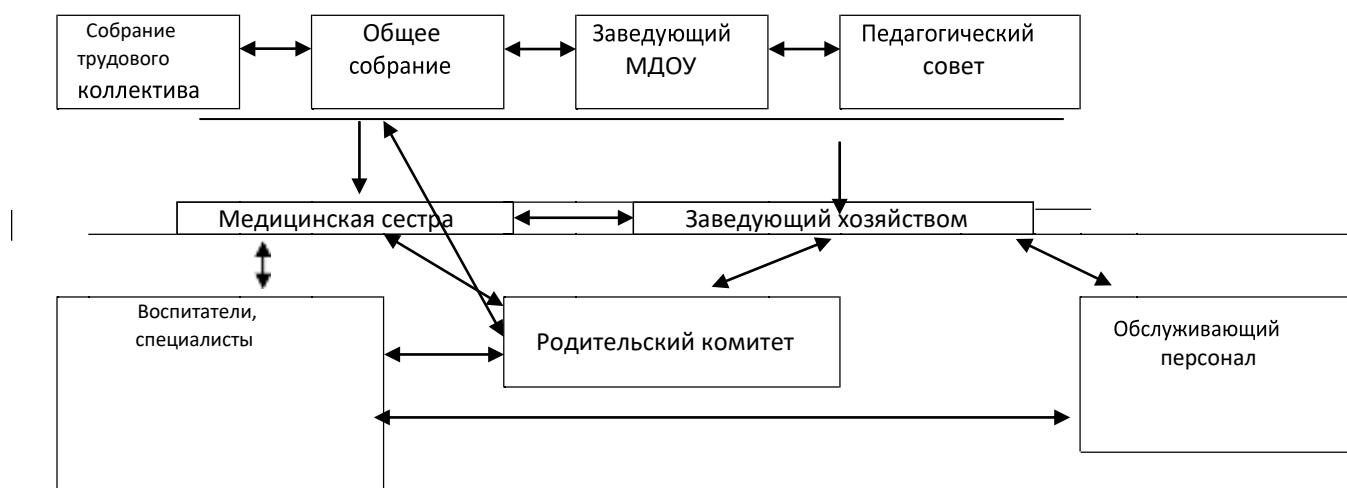 Собрание
трудового
коллектива
Общее
собрание
Заведующий
МДОУ
Педагогический
совет
Медицинская сестра
Заведующий хозяйством
Воспитатели,
специалисты
Родительский комитет
Обслуживающий
персонал